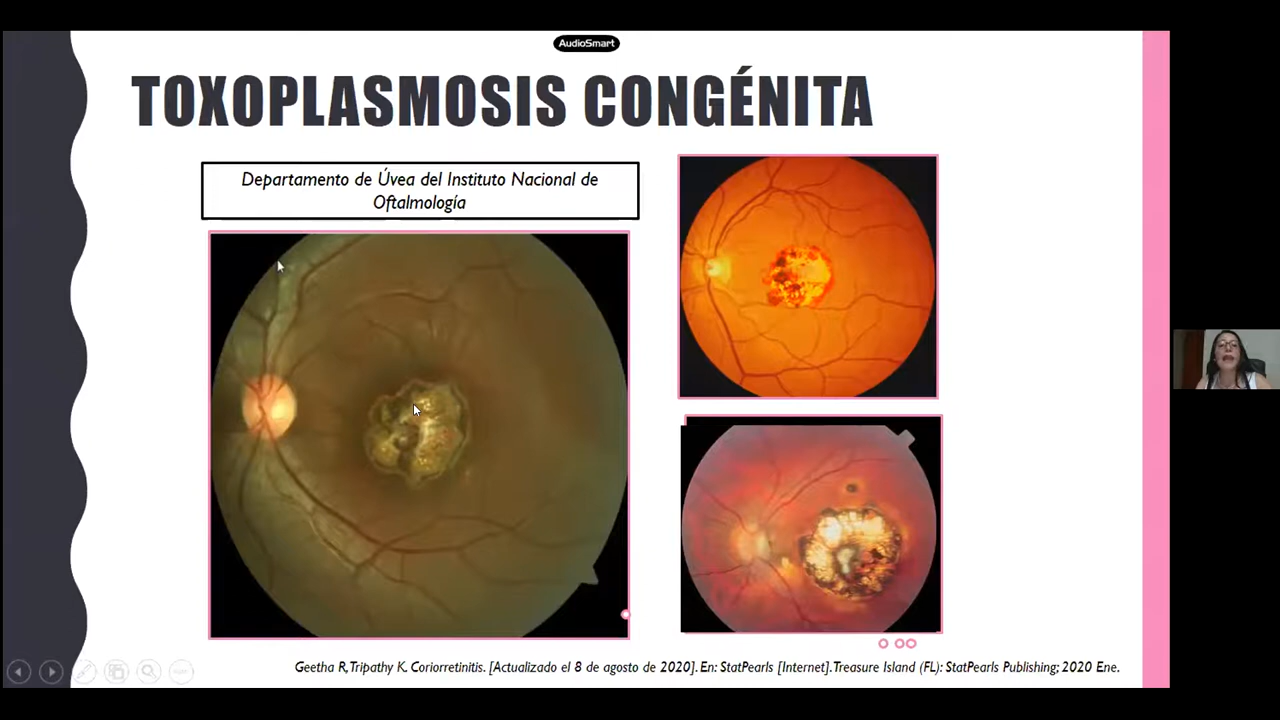 AudioSmart
TOXOPLASMOSIS CONGÉNITA
Departamento de Úvea del Instituto Nacional de
Oftalmología
Geetha R, Tripathy K. Coriorretinitis. [Actualizado el 8 de agosto de 2020]. En: StatPearls [Internet]. Treasure Island (FL): StatPearls Publishing; 2020 Ene.